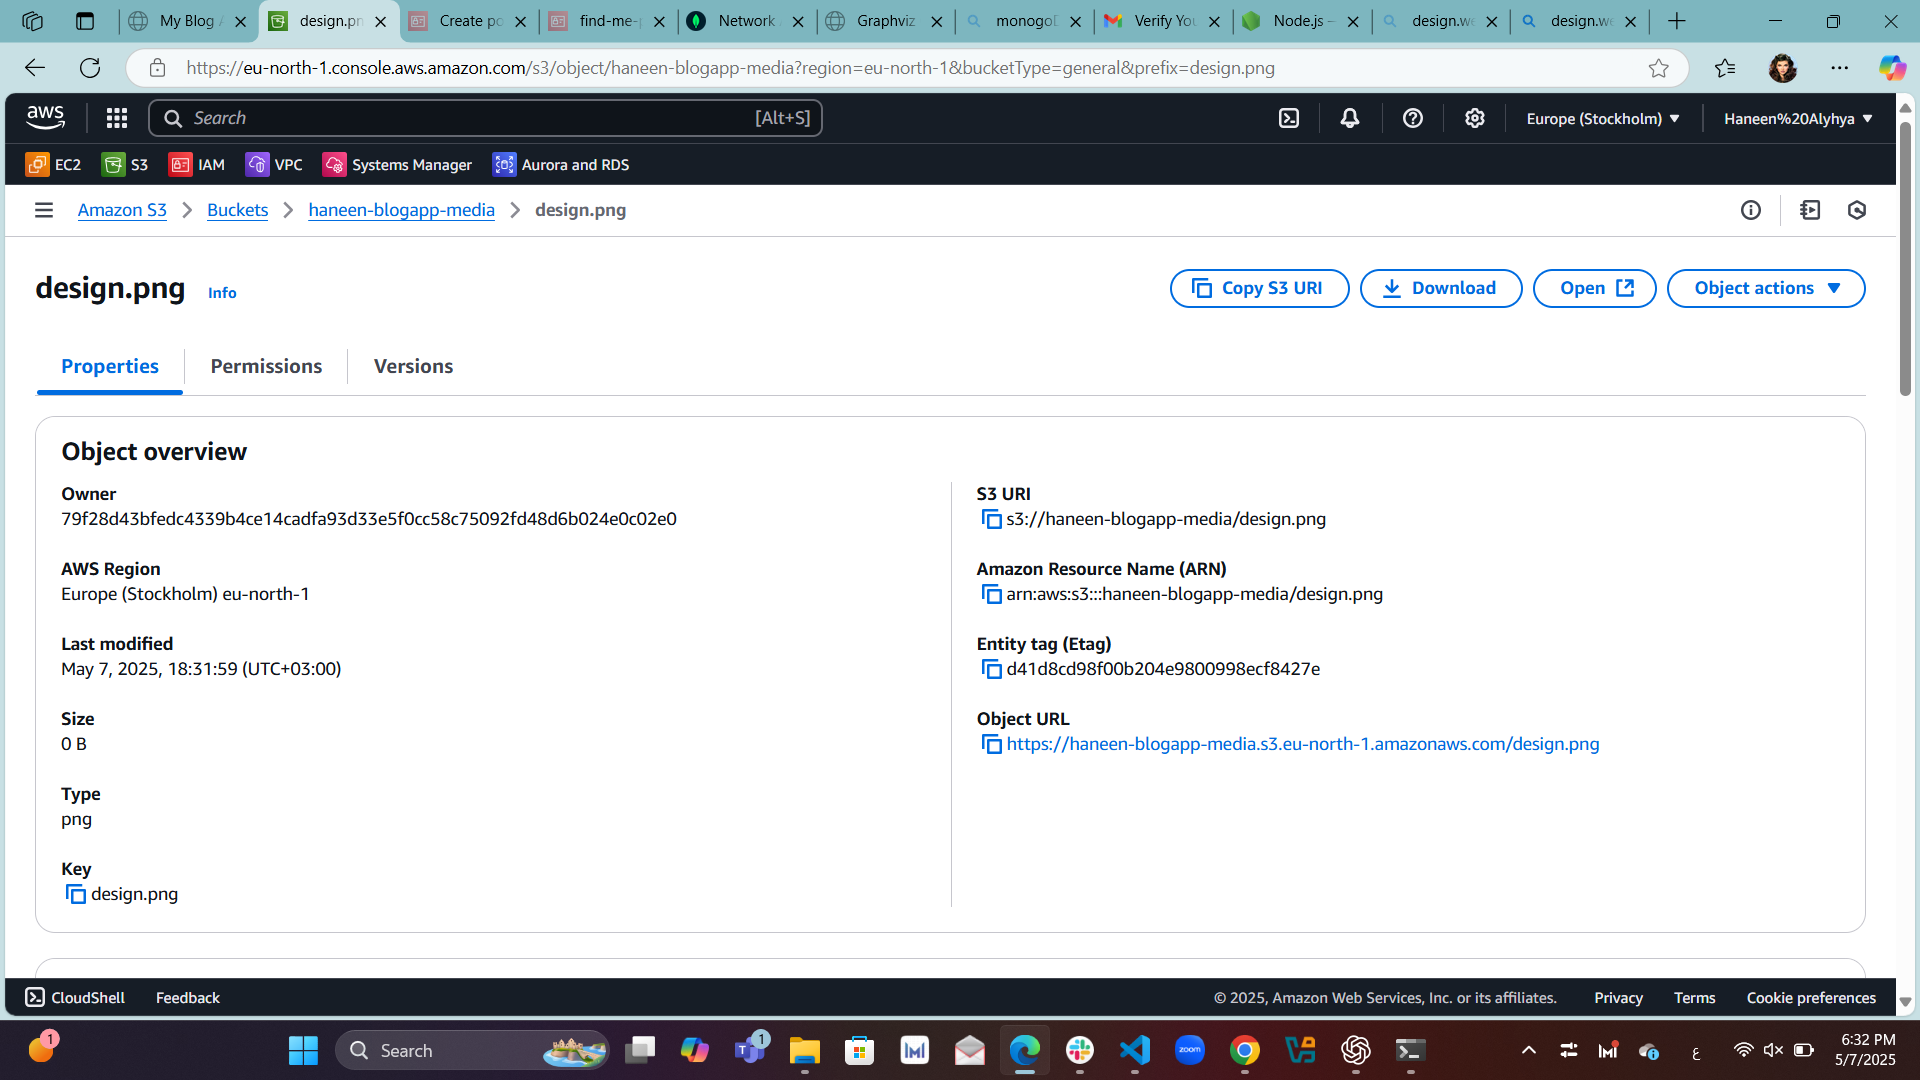 My Blog A
design.pn
Create po
find-me-p
Network
Graphviz
monogoD
Verify You
Node.js –
design.we
design.we
https://eu-north-1.console.aws.amazon.com/s3/object/haneen-blogapp-media?region=eu-north-1&bucketType=general&prefix=design.png
aws
Search
[Alt+S]
Europe (Stockholm)
Haneen%20Alyhya
EC2
S3
IAM
VPC
Systems Manager
Aurora and RDS
Amazon S3
Buckets
haneen-blogapp-media
design.png
design.png
Info
Copy S3 URI
Download
Open
Object actions
Properties
Permissions
Versions
Object overview
Owner
79f28d43bfedc4339b4ce14cadfa93d33e5f0cc58c75092fd48d6b024e0c02e0
AWS Region
Europe (Stockholm) eu-north-1
Last modified
May 7, 2025, 18:31:59 (UTC+03:00)
Size
0 B
Type
png
Key
design.png
S3 URI
s3://haneen-blogapp-media/design.png
Amazon Resource Name (ARN)
arn:aws:s3:::haneen-blogapp-media/design.png
Entity tag (Etag)
d41d8cd98f00b204e9800998ecf8427e
Object URL
https://haneen-blogapp-media.s3.eu-north-1.amazonaws.com/design.png
CloudShell
Feedback
© 2025, Amazon Web Services, Inc. or its affiliates.
Privacy
Terms
Cookie preferences
1
Search
1
zoom
ع
6:32 PM
5/7/2025